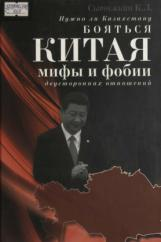 Сыроежкин К.Л.
Нужно ли Казахстану
БОЯТЬСЯ
КИТАЯ
мифы и фобии
двусторонних отношений